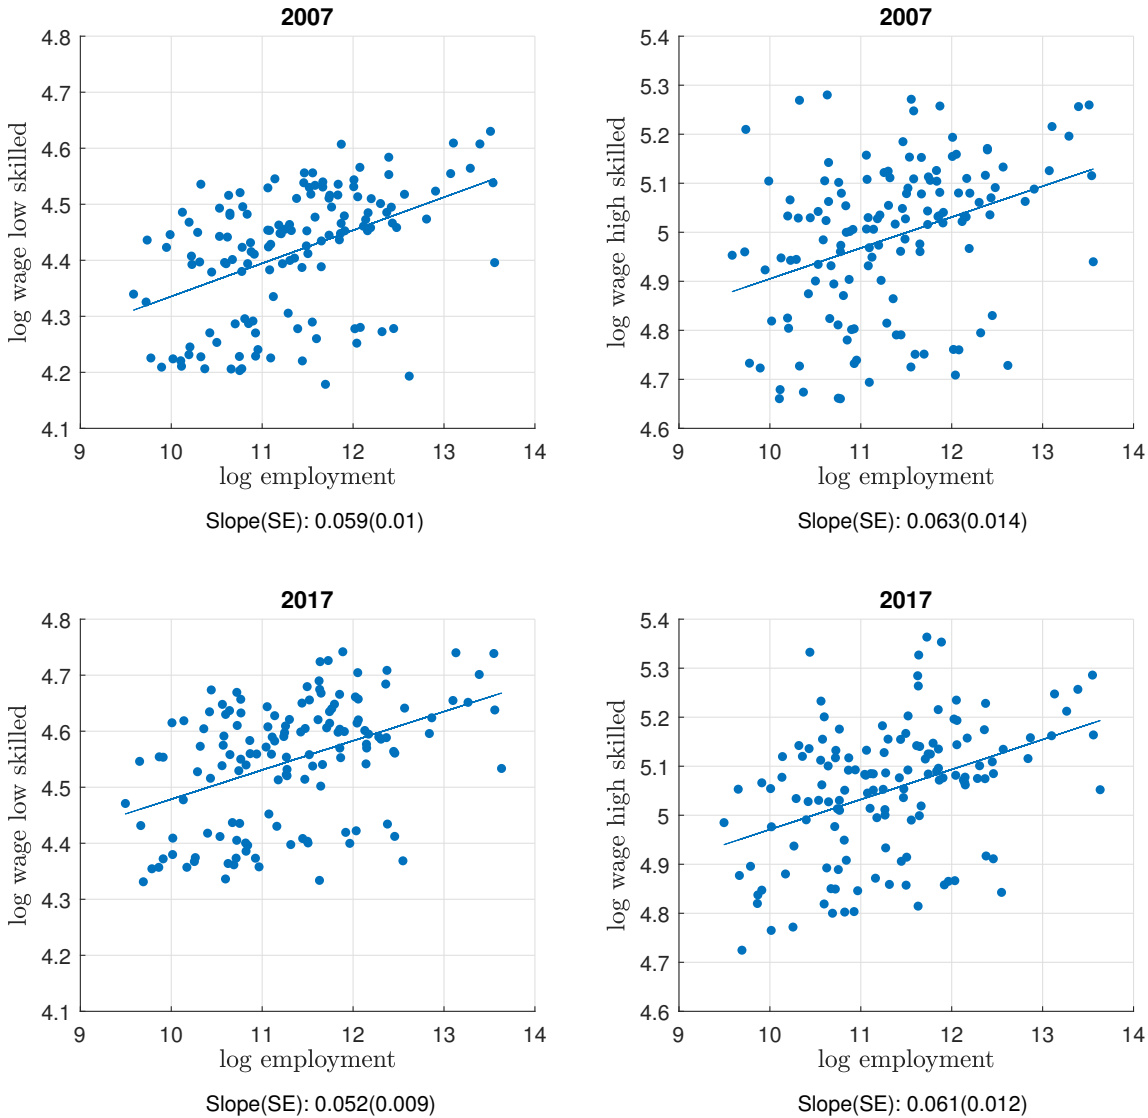 2007
4.8
4.7
4.6
4.5
4.4
4.3
4.2
4.1
9 10 11 12 13 14
log wage low skilled
log employment
Slope(SE): 0.059(0.01)
2007
5.4
5.3
5.2
5.1
5
4.9
4.8
4.7
4.6
9 10 11 12 13 14
log wage high skilled
log employment
Slope(SE): 0.063(0.014)
2017
4.8
4.7
4.6
4.5
4.4
4.3
4.2
4.1
9 10 11 12 13 14
log wage low skilled
log employment
Slope(SE): 0.052(0.009)
2017
5.4
5.3
5.2
5.1
5
4.9
4.8
4.7
4.6
9 10 11 12 13 14
log wage high skilled
log employment
Slope(SE): 0.061(0.012)